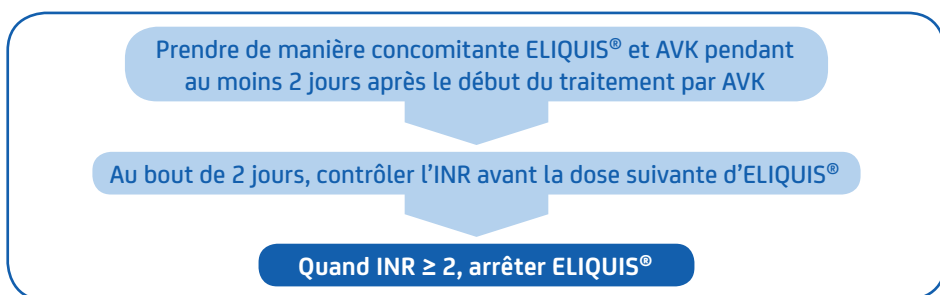 Prendre de manière concomitante ELIQUIS® et AVK pendant
au moins 2 jours après le début du traitement par AVK
Au bout de 2 jours, contrôler l'INR avant la dose suivante d'ELIQUIS®
Quand INR ≥ 2, arrêter ELIQUIS®